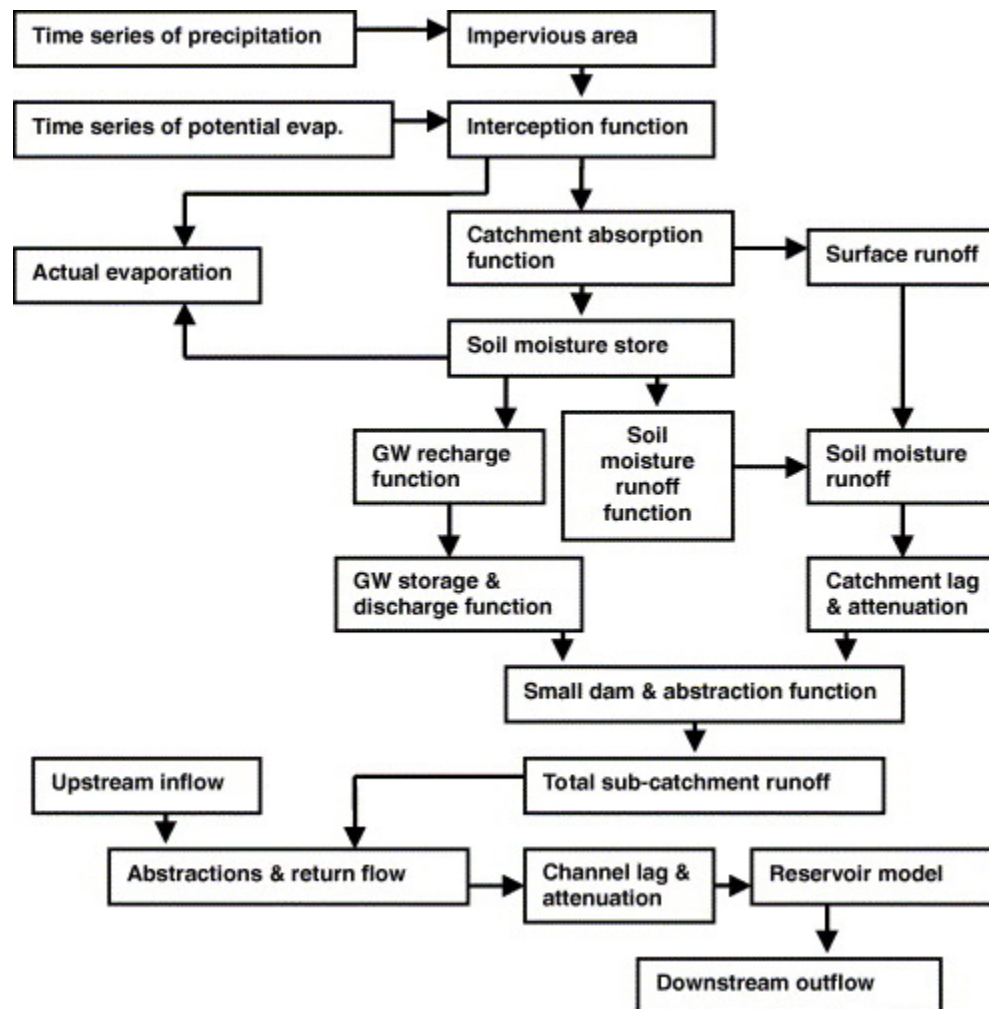 Time series of precipitation
Impervious area
Time series of potential evap.
Interception function
Catchment absorption
function
Surface runoff
Actual evaporation
Soil moisture store
GW recharge
function
Soil
moisture
runoff
function
Soil moisture
runoff
GW storage &
discharge function
Catchment lag
& attenuation
Small dam & abstraction function
Upstream inflow
Total sub-catchment runoff
Abstractions & return flow
Channel lag &
attenuation
Reservoir model
Downstream outflow